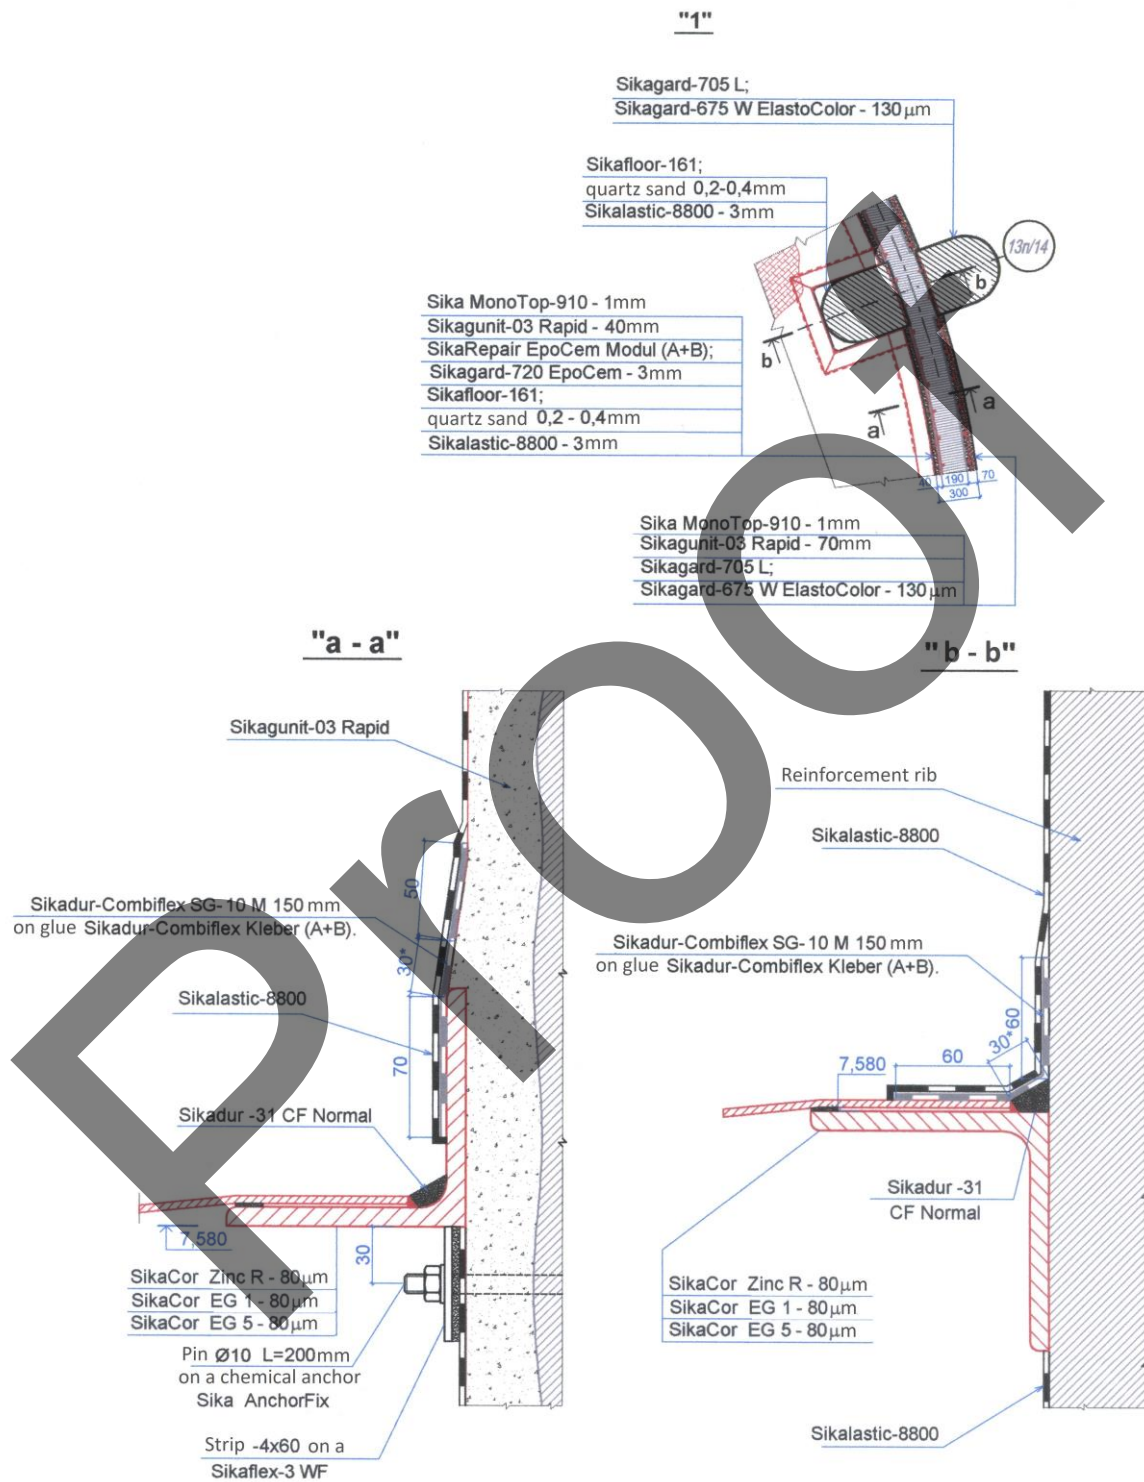 "1"
Sikagard-705 L;
Sikagard-675 W ElastoColor - 130 µm
Sikafloor-161;
quartz sand 0,2-0,4mm
Sikalastic-8800 - 3mm
13п/14
b
b
a
a
Sika MonoTop-910 - 1mm
Sikagunit-03 Rapid - 40mm
SikaRepair EpoCem Modul (A+B);
Sikagard-720 EpoCem - 3mm
Sikafloor-161;
quartz sand 0,2 - 0,4mm
Sikalastic-8800 - 3mm
40 190 70
300
Sika MonoTop-910 - 1mm
Sikagunit-03 Rapid - 70mm
Sikagard-705 L;
Sikagard-675 W ElastoColor - 130 µm
"a - a"
Sikagunit-03 Rapid
50
Sikadur-Combiflex SG-10 M 150 mm
on glue Sikadur-Combiflex Kleber (A+B).
30*
Sikalastic-8800
70
Sikadur -31 CF Normal
7,580
30
SikaCor Zinc R - 80µm
SikaCor EG 1 - 80µm
SikaCor EG 5 - 80µm
Pin Ø10 L=200mm
on a chemical anchor
Sika AnchorFix
Strip -4x60 on a
Sikaflex-3 WF
"b - b"
Reinforcement rib
Sikalastic-8800
Sikadur-Combiflex SG-10 M 150 mm
on glue Sikadur-Combiflex Kleber (A+B).
60
30*
7,580
60
Sikadur -31
CF Normal
SikaCor Zinc R - 80µm
SikaCor EG 1 - 80µm
SikaCor EG 5 - 80µm
Sikalastic-8800
Proof